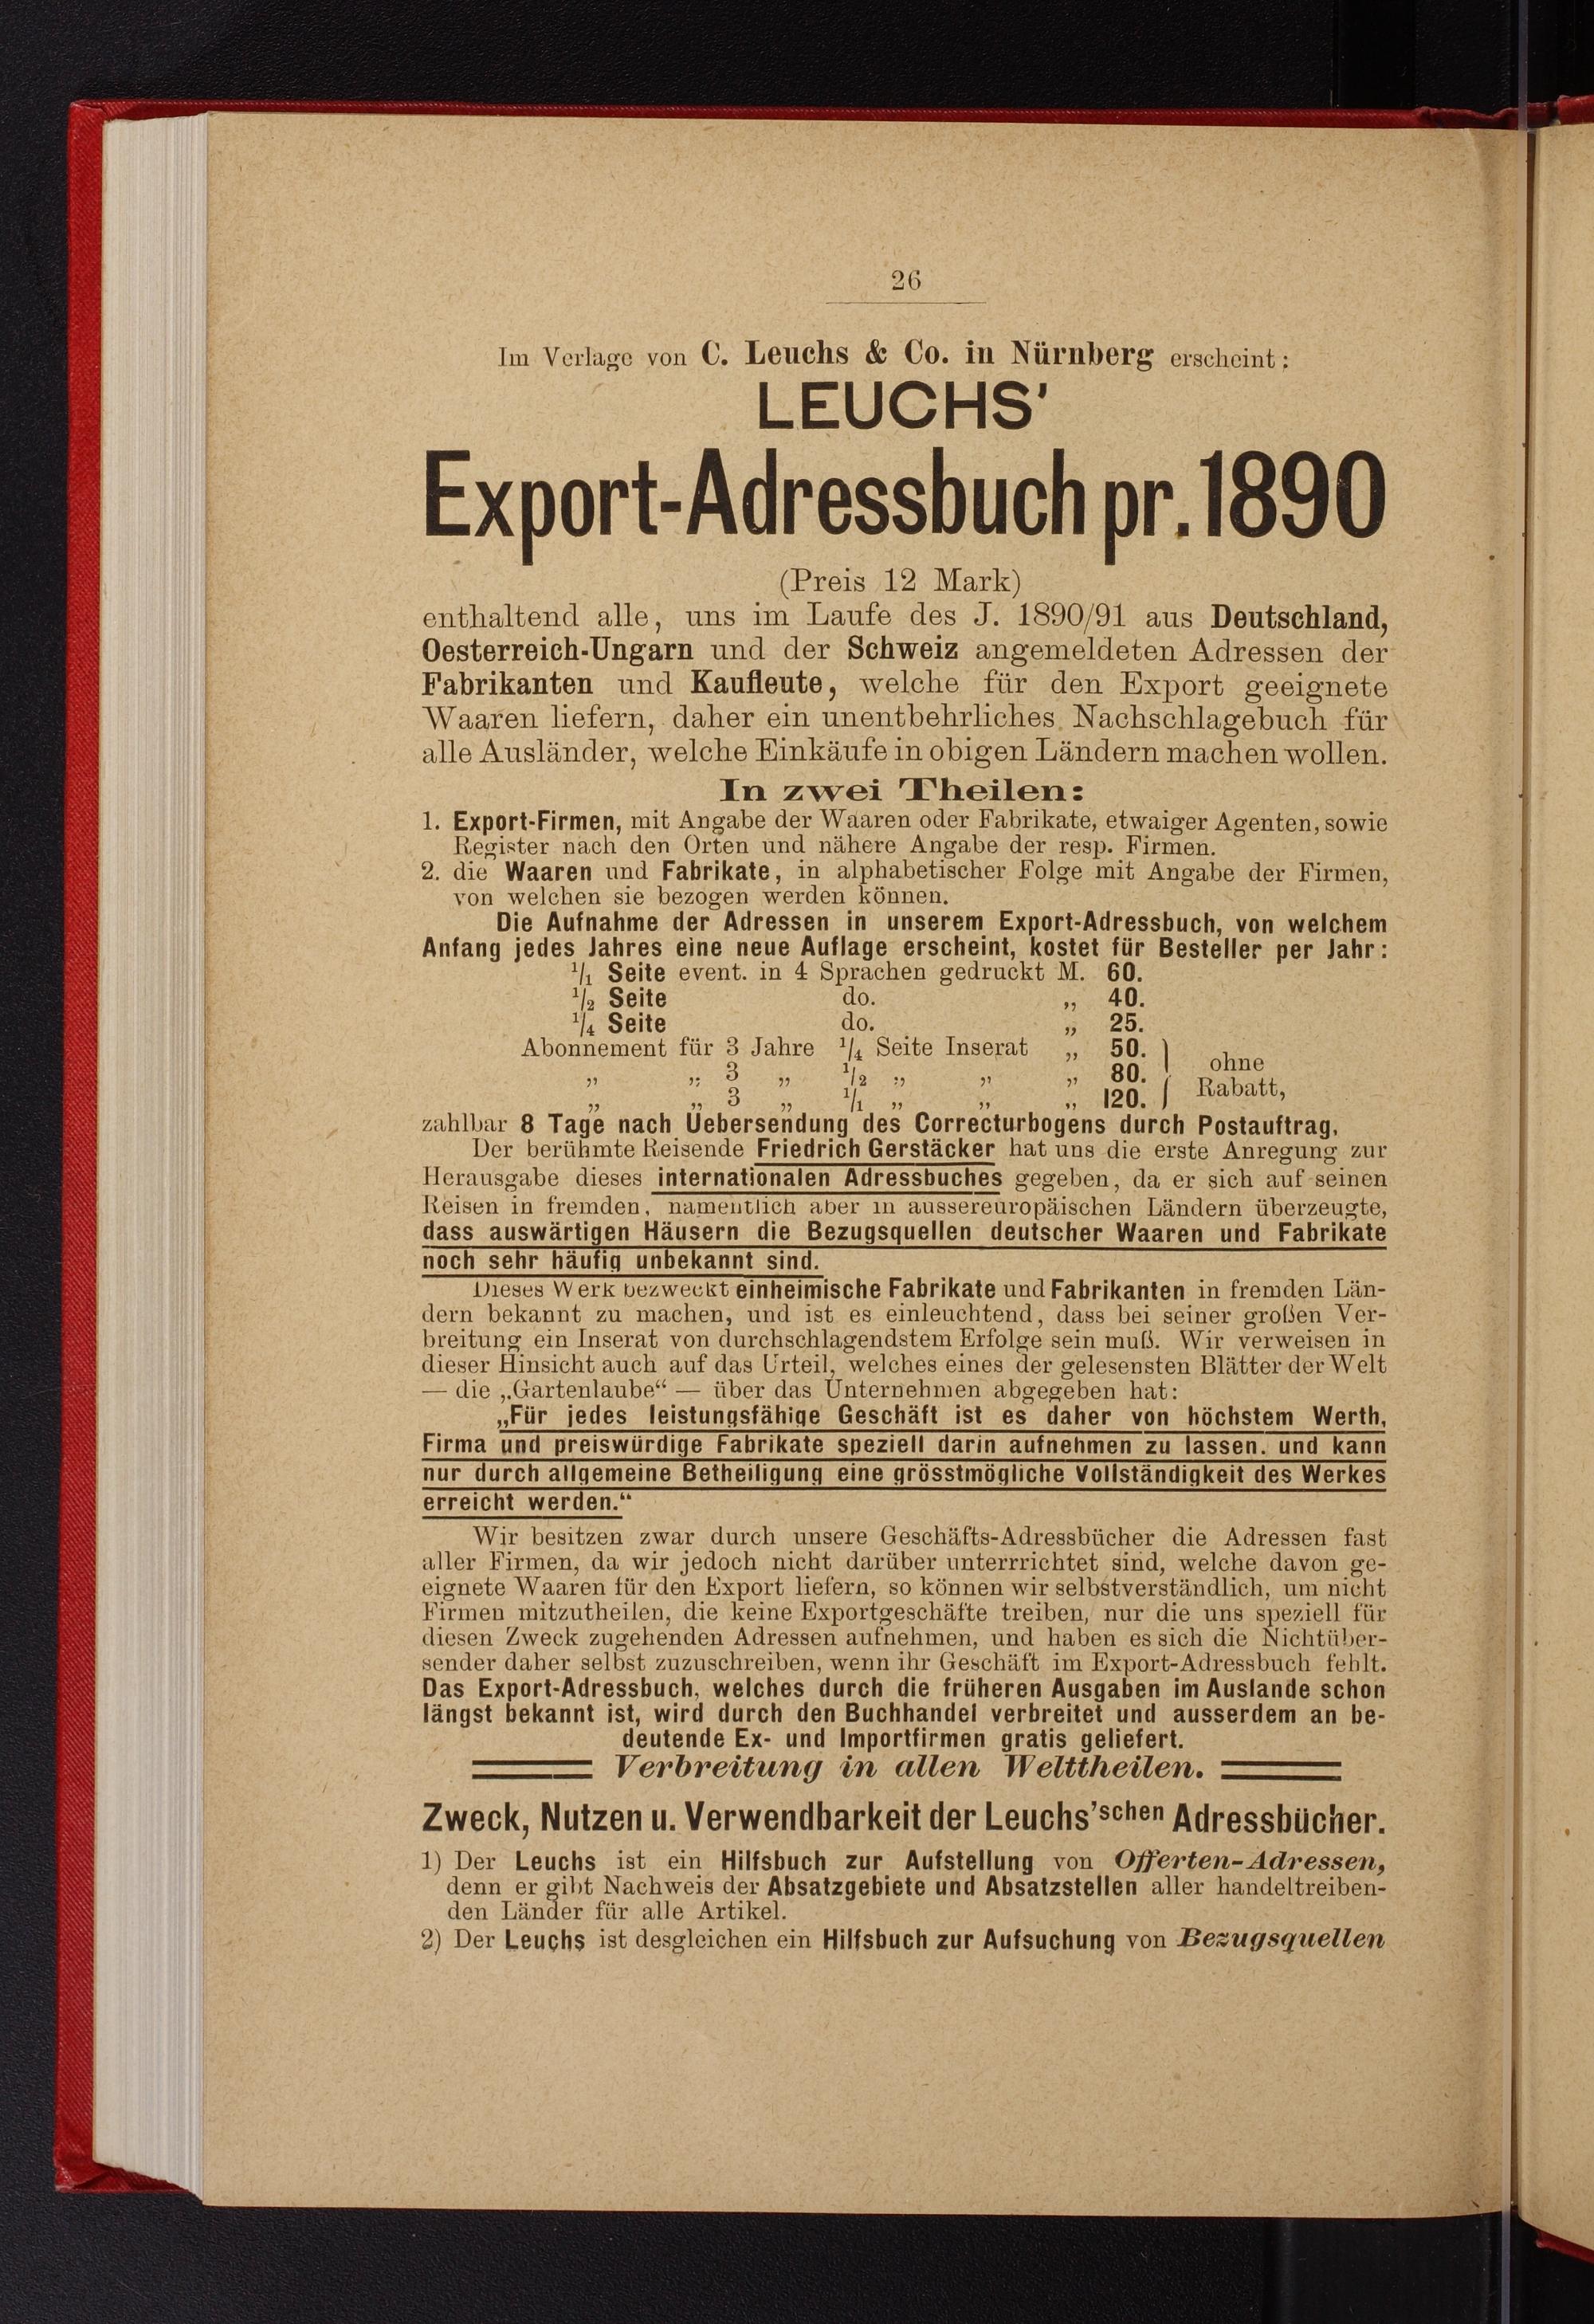 26
Im Verlage von C. Leuchs & Co. in Nürnberg erscheint:
LEUCHS'
Export-Adressbuch pr. 1890
(Preis 12 Mark)
enthaltend alle, uns im Laufe des J. 1890/91 aus Deutschland,
Oesterreich-Ungarn und der Schweiz angemeldeten Adressen der
Fabrikanten und Kaufleute, welche für den Export geeignete
Waaren liefern, daher ein unentbehrliches Nachschlagebuch für
alle Ausländer, welche Einkäufe in obigen Ländern machen wollen.
In zwei Theilen:
1. Export-Firmen, mit Angabe der Waaren oder Fabrikate, etwaiger Agenten, sowie
Register nach den Orten und nähere Angabe der resp. Firmen.
2. die Waaren und Fabrikate, in alphabetischer Folge mit Angabe der Firmen,
von welchen sie bezogen werden können.
Die Aufnahme der Adressen in unserem Export-Adressbuch, von welchem
Anfang jedes Jahres eine neue Auflage erscheint, kostet für Besteller per Jahr:
1/1 Seite event. in 4 Sprachen gedruckt M. 60.
1/2 Seite do. „ 40.
1/4 Seite do. „ 25.
Abonnement für 3 Jahre 1/4 Seite Inserat „ 50. } ohne
„ „ 3 „ 1/2 „ „ „ 80.
„ „ 3 „ 1/1 „ „ „ 120. } Rabatt,
zahlbar 8 Tage nach Uebersendung des Correcturbogens durch Postauftrag,
Der berühmte Reisende Friedrich Gerstäcker hat uns die erste Anregung zur
Herausgabe dieses internationalen Adressbuches gegeben, da er sich auf seinen
Reisen in fremden, namentlich aber in aussereuropäischen Ländern überzeugte,
dass auswärtigen Häusern die Bezugsquellen deutscher Waaren und Fabrikate
noch sehr häufig unbekannt sind.
Dieses Werk bezweckt einheimische Fabrikate und Fabrikanten in fremden Län-
dern bekannt zu machen, und ist es einleuchtend, dass bei seiner großen Ver-
breitung ein Inserat von durchschlagendstem Erfolge sein muß. Wir verweisen in
dieser Hinsicht auch auf das Urteil, welches eines der gelesensten Blätter der Welt
— die „Gartenlaube“ — über das Unternehmen abgegeben hat:
„Für jedes leistungsfähige Geschäft ist es daher von höchstem Werth,
Firma und preiswürdige Fabrikate speziell darin aufnehmen zu lassen. und kann
nur durch allgemeine Betheiligung eine grösstmögliche Vollständigkeit des Werkes
erreicht werden.“
Wir besitzen zwar durch unsere Geschäfts-Adressbücher die Adressen fast
aller Firmen, da wir jedoch nicht darüber unterrrichtet sind, welche davon ge-
eignete Waaren für den Export liefern, so können wir selbstverständlich, um nicht
Firmen mitzutheilen, die keine Exportgeschäfte treiben, nur die uns speziell für
diesen Zweck zugehenden Adressen aufnehmen, und haben es sich die Nichtüber-
sender daher selbst zuzuschreiben, wenn ihr Geschäft im Export-Adressbuch fehlt.
Das Export-Adressbuch, welches durch die früheren Ausgaben im Auslande schon
längst bekannt ist, wird durch den Buchhandel verbreitet und ausserdem an be-
deutende Ex- und Importfirmen gratis geliefert.
Verbreitung in allen Welttheilen.
Zweck, Nutzen u. Verwendbarkeit der Leuchs'schen Adressbücher.
1) Der Leuchs ist ein Hilfsbuch zur Aufstellung von Offerten-Adressen,
denn er gibt Nachweis der Absatzgebiete und Absatzstellen aller handeltreiben-
den Länder für alle Artikel.
2) Der Leuchs ist desgleichen ein Hilfsbuch zur Aufsuchung von Bezugsquellen